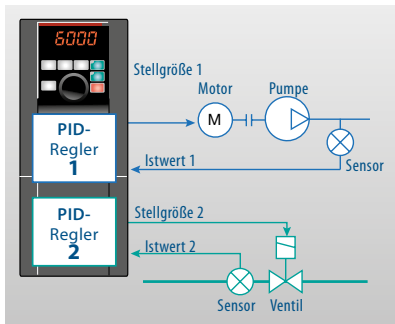 6000
Stellgröße 1
Motor
Pumpe
M
PID-
Regler
1
Istwert 1
Sensor
PID-
Regler
2
Stellgröße 2
Istwert 2
Sensor
Ventil